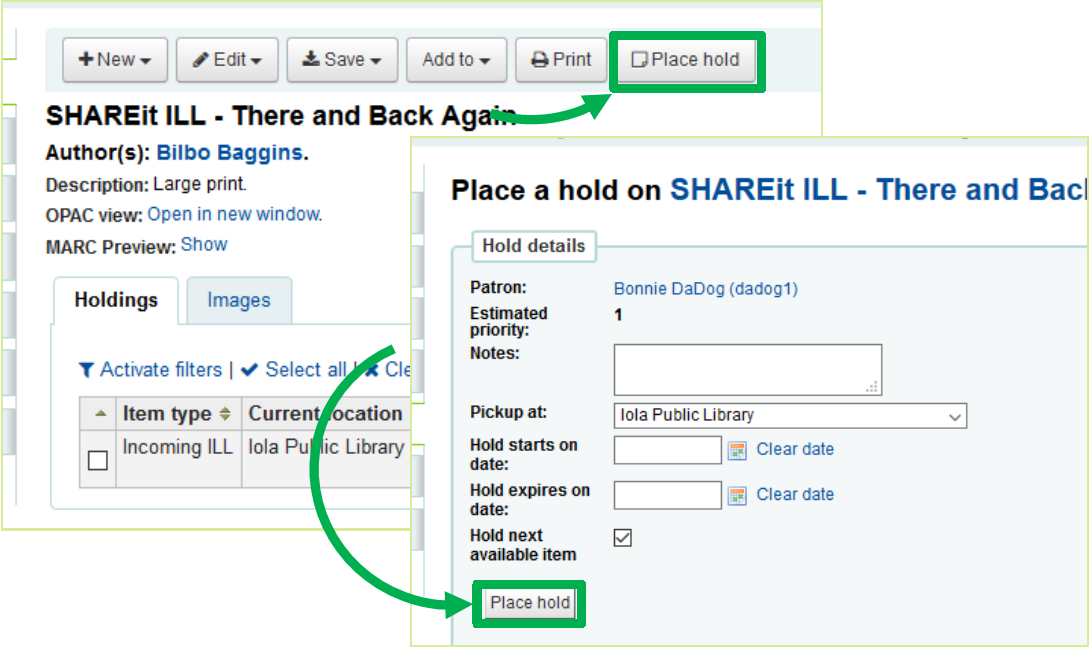 New
Edit
Save
Add to
Print
Place hold
SHAREit ILL - There and Back Again
Author(s): Bilbo Baggins.
Description: Large print.
OPAC view: Open in new window.
MARC Preview: Show
Holdings
Images
Activate filters | Select all |
Item type
Current location
Incoming ILL
Iola Public Library
Place a hold on SHAREit ILL - There and
Hold details
Patron: Bonnie DaDog (dadog1)
Estimated
priority:
1
Notes:
Pickup at: Iola Public Library
Hold starts on
date:
Clear date
Hold expires on
date:
Clear date
Hold next
available item
Place hold